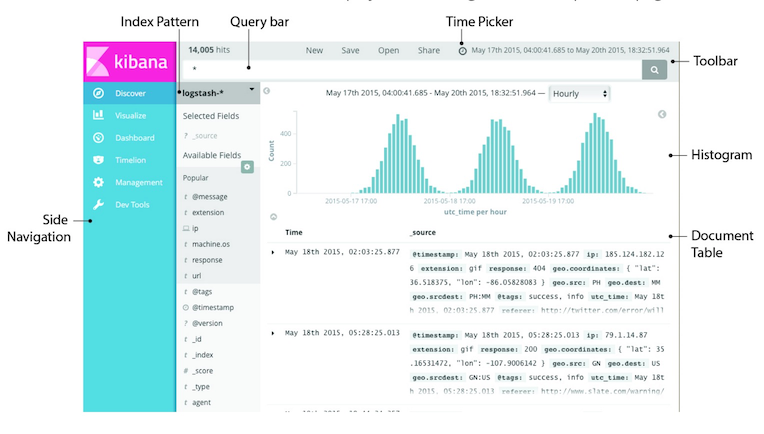 Index Pattern
Query bar
Time Picker
14,005 hits
New Save Open Share May 17th 2015, 04:00:41.685 to May 20th 2015, 18:32:51.964
kibana
*
Toolbar
Discover
Visualize
Dashboard
Timelion
Management
Dev Tools
Side
Navigation
logstash-*
Selected Fields
? _source
Available Fields
Popular
t @message
t extension
ip
t machine.os
t response
t url
t @tags
@timestamp
t @version
t _id
t _index
# _score
t _type
t agent
May 17th 2015, 04:00:41.685 - May 20th 2015, 18:32:51.964 — Hourly
Count
400
200
0
2015-05-17 17:00 2015-05-18 17:00 2015-05-19 17:00
utc_time per hour
Histogram
Document
Table
Time _source
May 18th 2015, 02:03:25.877
@timestamp: May 18th 2015, 02:03:25.877 ip: 185.124.182.12
6 extension: gif response: 404 geo.coordinates: { "lat":
36.518375, "lon": -86.05828083 } geo.src: PH geo.dest: MM
geo.srcdest: PH:MM @tags: success, info utc_time: May 18t
h 2015, 02:03:25.877 referer: http://twitter.com/error/will
May 18th 2015, 05:28:25.013
@timestamp: May 18th 2015, 05:28:25.013 ip: 79.1.14.87
extension: gif response: 200 geo.coordinates: { "lat": 35
.16531472, "lon": -107.9006142 } geo.src: GN geo.dest: US
geo.srcdest: GN:US @tags: success, info utc_time: May 18t
h 2015, 05:28:25.013 referer: http://www.slate.com/warning/